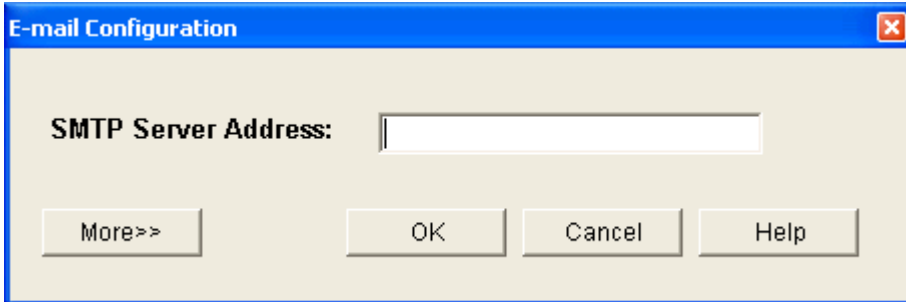 E-mail Configuration
SMTP Server Address:
More>> OK Cancel Help